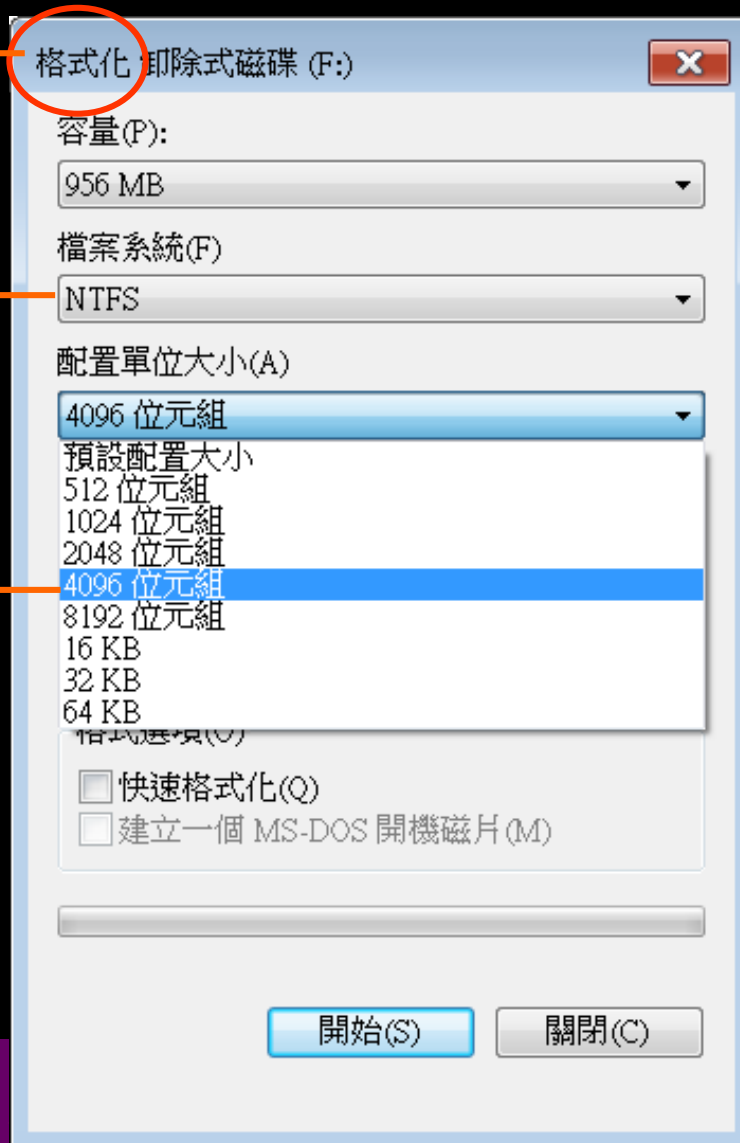 格式化 卸除式磁碟 (F:)
容量(P):
956 MB
檔案系統(F)
NTFS
配置單位大小(A)
4096 位元組
預設配置大小
512 位元組
1024 位元組
2048 位元組
4096 位元組
8192 位元組
16 KB
32 KB
64 KB
格式選項(O)
快速格式化(Q)
建立一個 MS-DOS 開機磁片(M)
開始(S)
關閉(C)